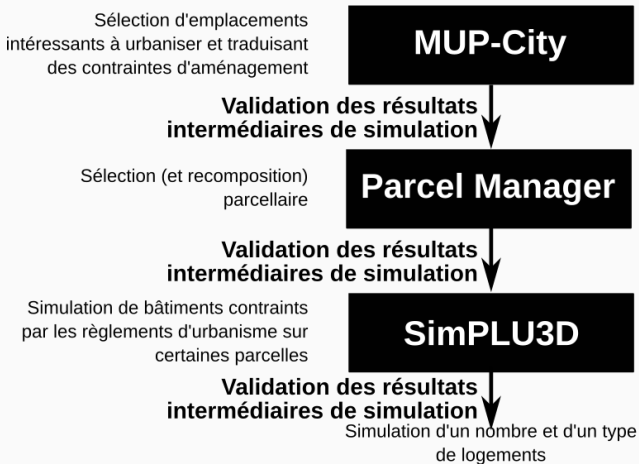 Sélection d'emplacements
intéressants à urbaniser et traduisant
des contraintes d'aménagement
MUP-City
Validation des résultats
intermédiaires de simulation
Sélection (et recomposition)
parcellaire
Parcel Manager
Validation des résultats
intermédiaires de simulation
Simulation de bâtiments contraints
par les règlements d'urbanisme sur
certaines parcelles
SimPLU3D
Validation des résultats
intermédiaires de simulation
Simulation d'un nombre et d'un type
de logements